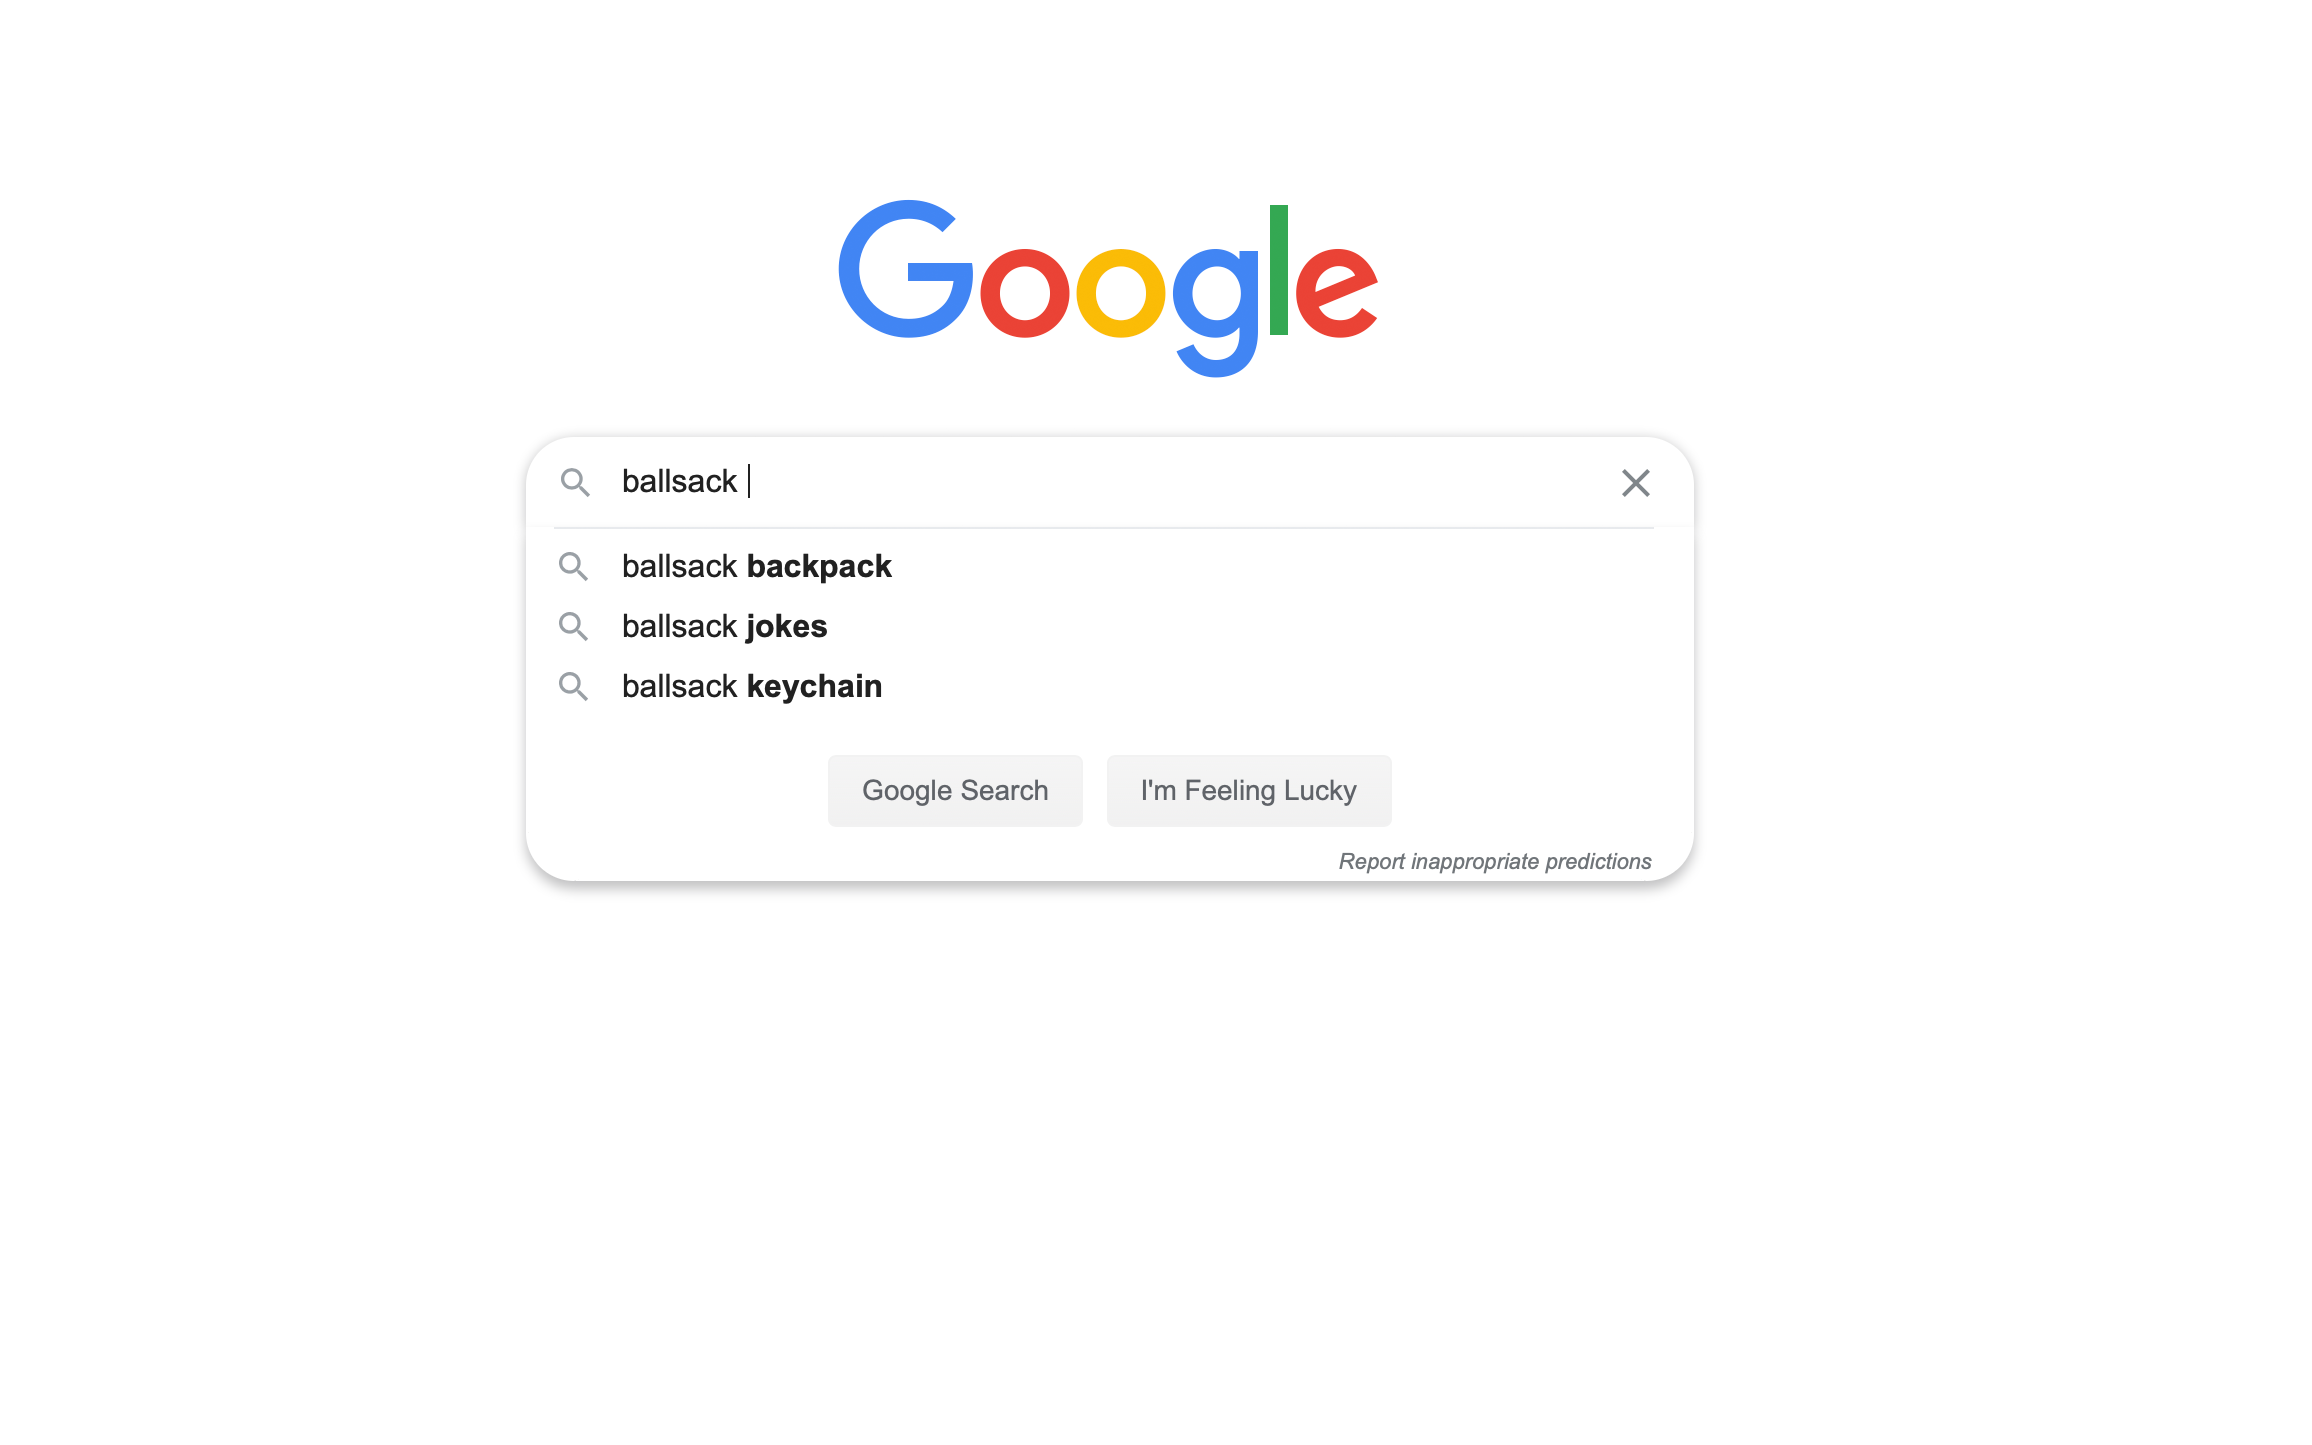 Google
ballsack
ballsack backpack
ballsack jokes
ballsack keychain
Google Search
I'm Feeling Lucky
Report inappropriate predictions